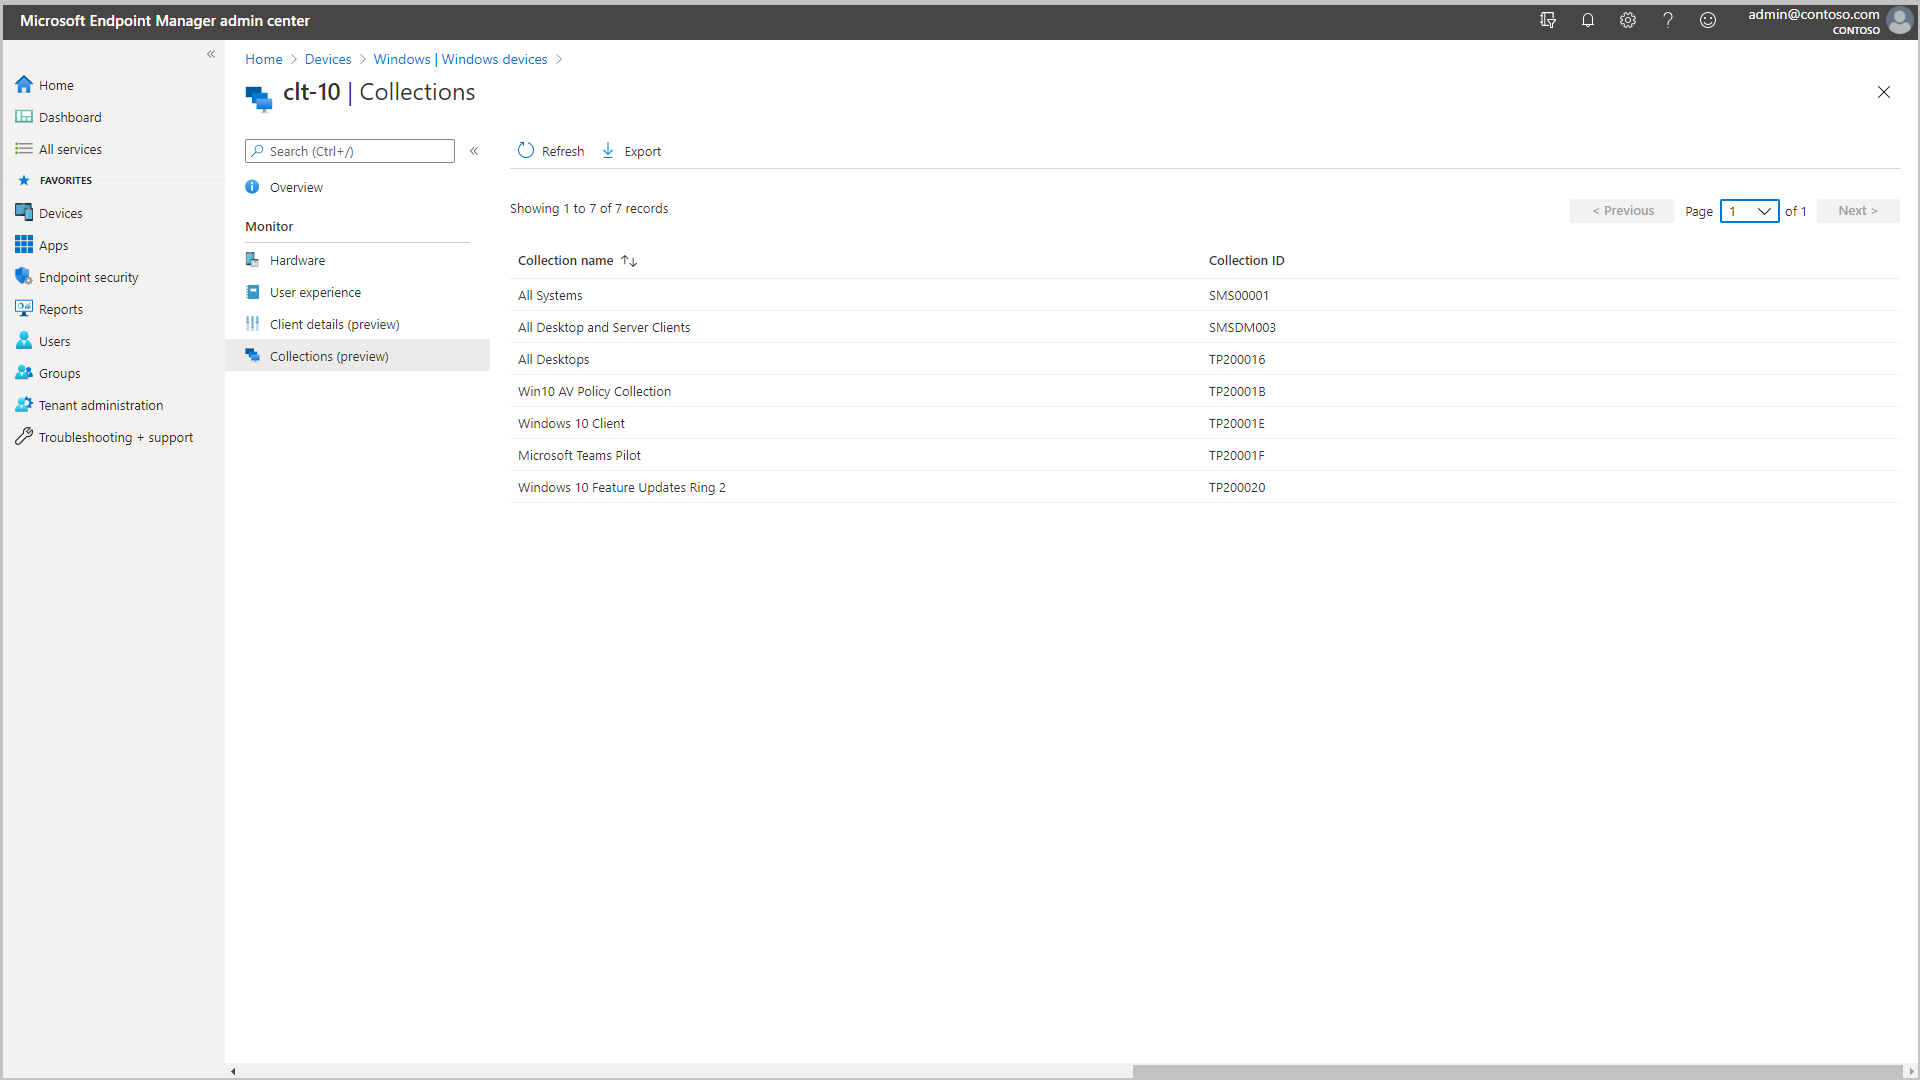 Microsoft Endpoint Manager admin center
admin@contoso.com
CONTOSO
Home
Dashboard
All services
FAVORITES
Devices
Apps
Endpoint security
Reports
Users
Groups
Tenant administration
Troubleshooting + support
Home > Devices > Windows | Windows devices >
clt-10 | Collections
Search (Ctrl+/)
Overview
Monitor
Hardware
User experience
Client details (preview)
Collections (preview)
Refresh Export
Showing 1 to 7 of 7 records
< Previous Page 1 of 1 Next >
Collection name Collection ID
All Systems SMS00001
All Desktop and Server Clients SMSDM003
All Desktops TP200016
Win10 AV Policy Collection TP20001B
Windows 10 Client TP20001E
Microsoft Teams Pilot TP20001F
Windows 10 Feature Updates Ring 2 TP200020